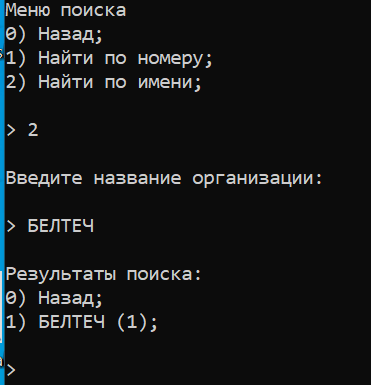 Меню поиска
0) Назад;
1) Найти по номеру;
2) Найти по имени;
> 2
Введите название организации:
> БЕЛТЕЧ
Результаты поиска:
0) Назад;
1) БЕЛТЕЧ (1);
>